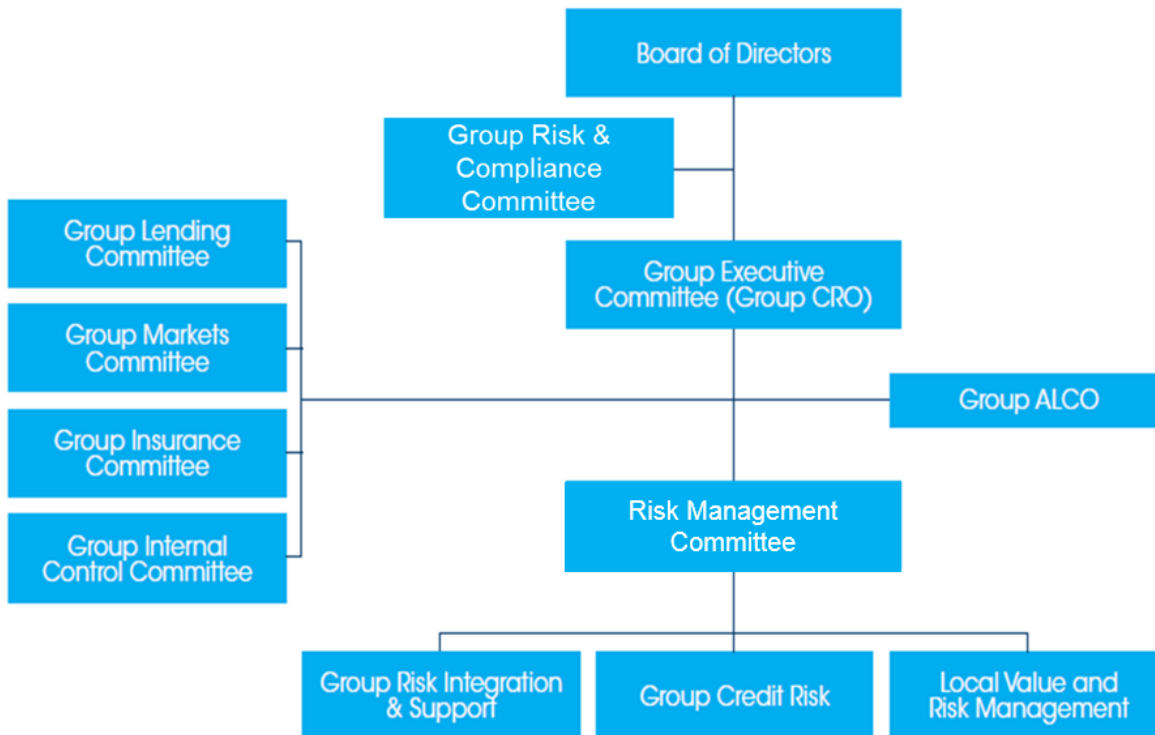 Board of Directors
Group Risk &
Compliance
Committee
Group Lending
Committee
Group Executive
Committee (Group CRO)
Group Markets
Committee
Group ALCO
Group Insurance
Committee
Risk Management
Committee
Group Internal
Control Committee
Group Risk Integration
& Support
Group Credit Risk
Local Value and
Risk Management